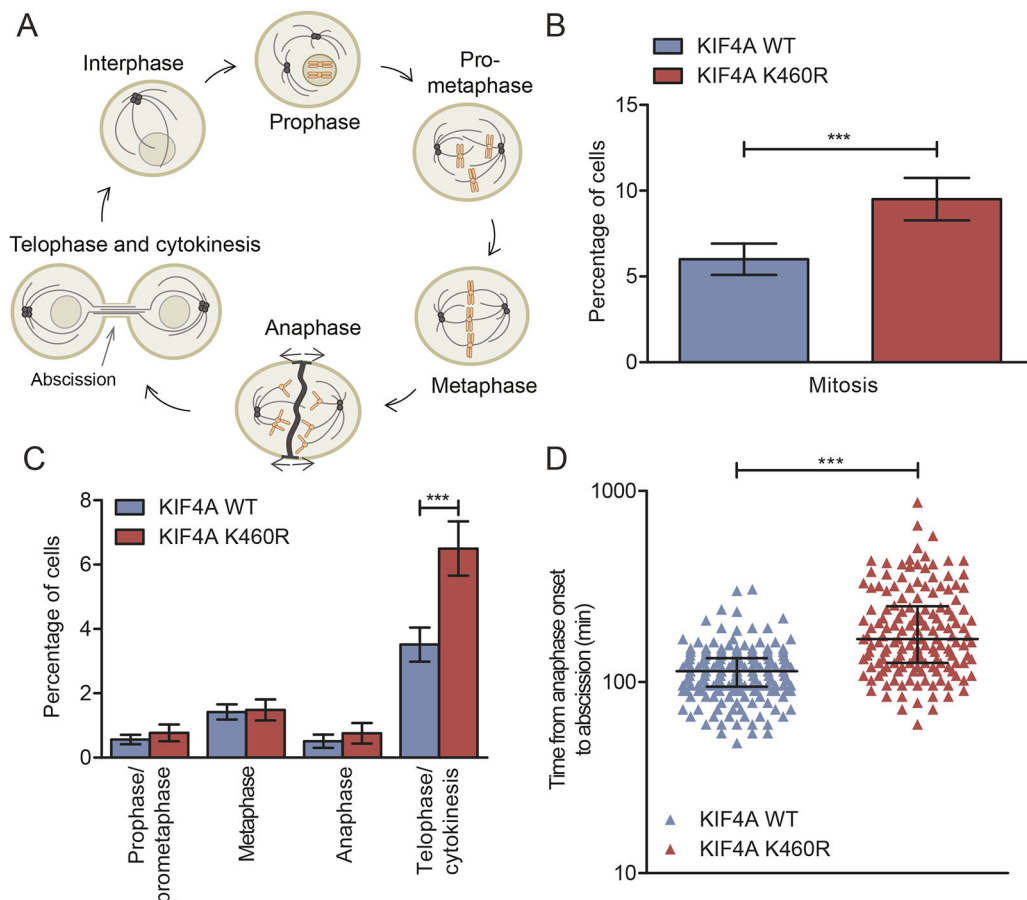 A
Interphase
Prophase
Pro-
metaphase
Metaphase
Anaphase
Telophase and cytokinesis
Abscission
B
KIF4A WT
KIF4A K460R
***
Percentage of cells
15
10
5
0
Mitosis
C
KIF4A WT
KIF4A K460R
***
Percentage of cells
8
6
4
2
0
Prophase/
prometaphase
Metaphase
Anaphase
Telophase/
cytokinesis
D
***
Time from anaphase onset
to abscission (min)
1000
100
10
KIF4A WT
KIF4A K460R